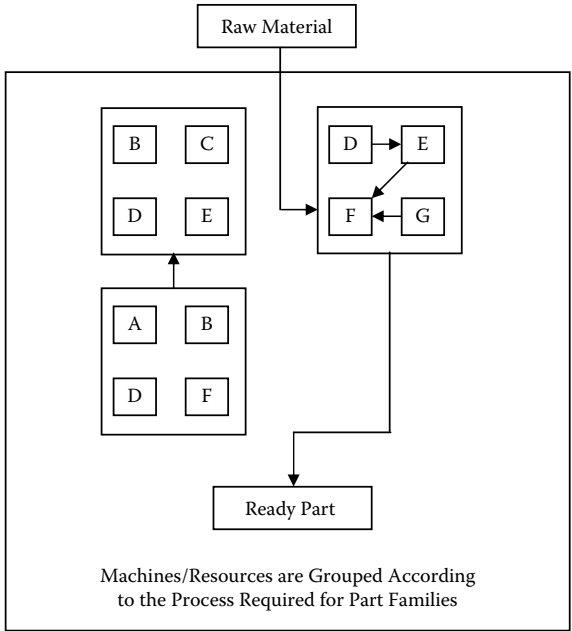 Raw Material
B C
D E
D E
F G
A B
D F
Ready Part
Machines/Resources are Grouped According
to the Process Required for Part Families